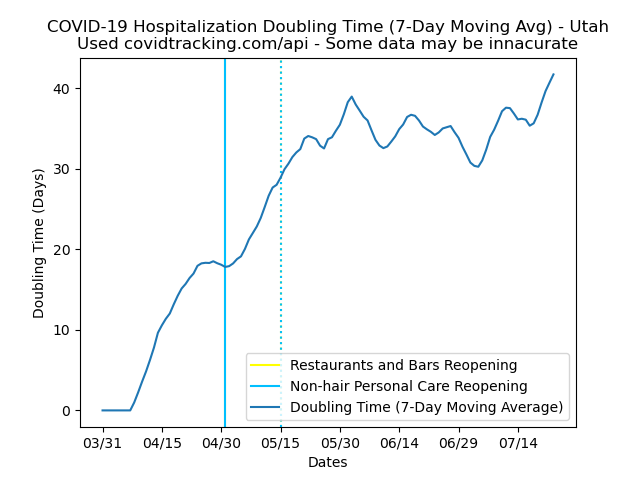 COVID-19 Hospitalization Doubling Time (7-Day Moving Avg) - Utah
Used covidtracking.com/api - Some data may be innacurate
40
30
20
10
0
Doubling Time (Days)
Restaurants and Bars Reopening
Non-hair Personal Care Reopening
Doubling Time (7-Day Moving Average)
03/31 04/15 04/30 05/15 05/30 06/14 06/29 07/14
Dates